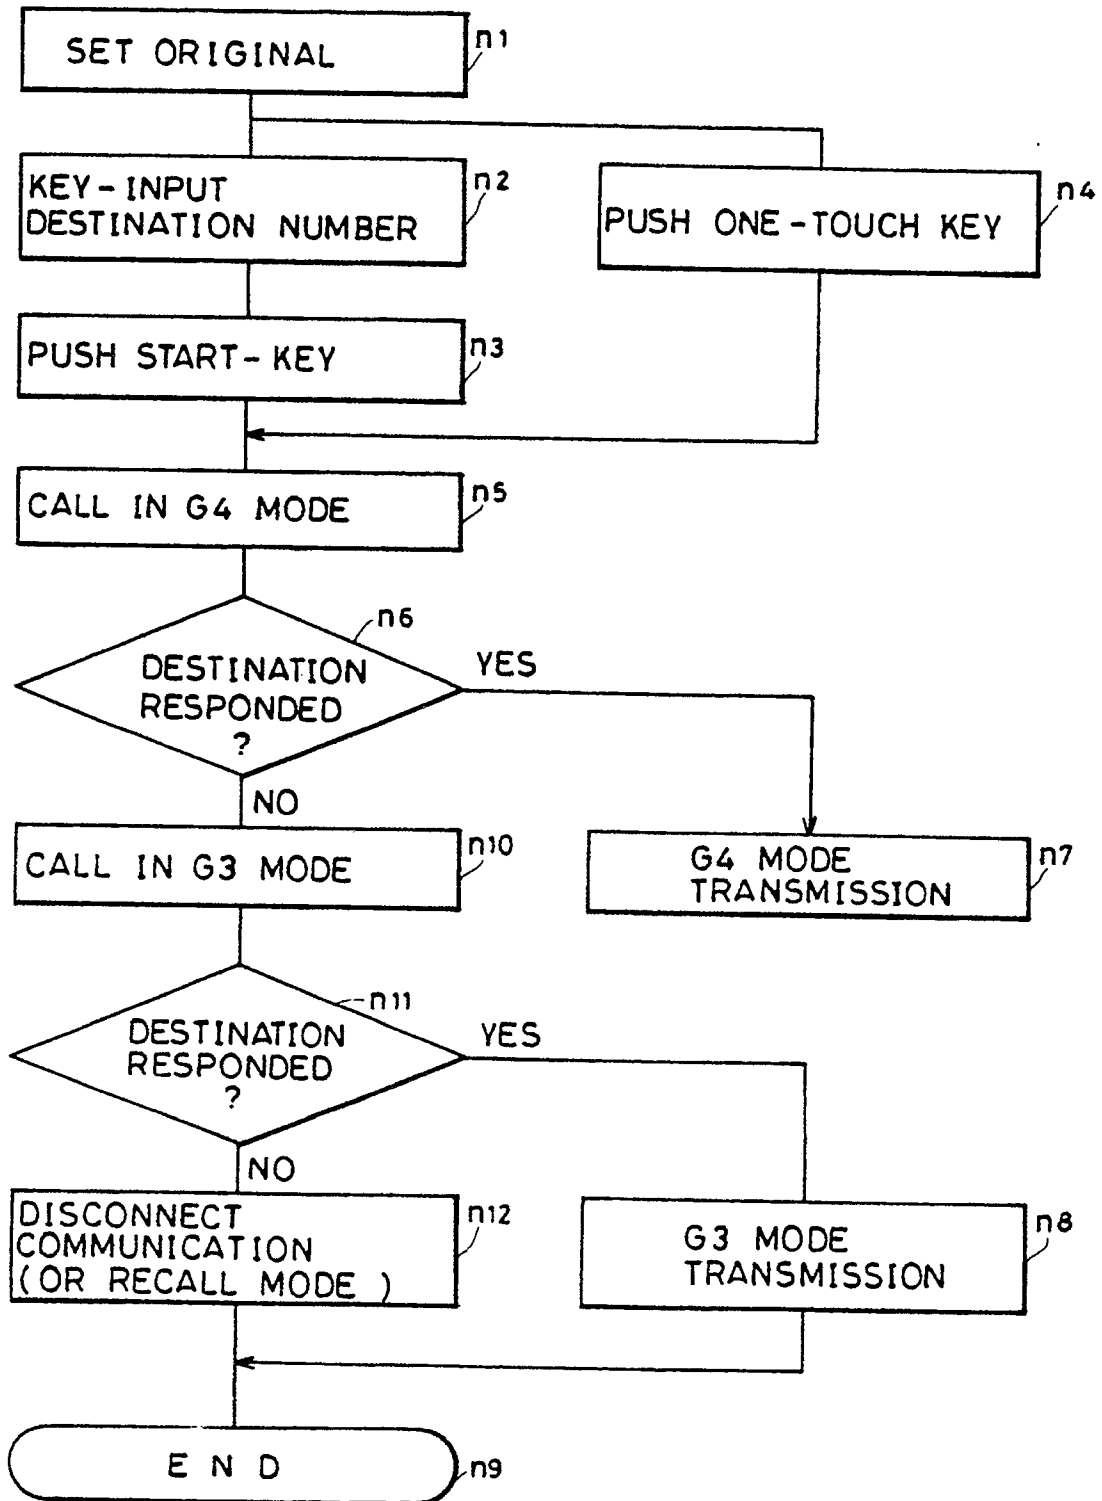 SET ORIGINAL
n1
KEY-INPUT
DESTINATION NUMBER
n2
PUSH ONE-TOUCH KEY
n4
PUSH START-KEY
n3
CALL IN G4 MODE
n5
n6
DESTINATION
RESPONDED
?
YES
NO
CALL IN G3 MODE
n10
G4 MODE
TRANSMISSION
n7
n11
DESTINATION
RESPONDED
?
YES
NO
DISCONNECT
COMMUNICATION
(OR RECALL MODE)
n12
G3 MODE
TRANSMISSION
n8
END
n9